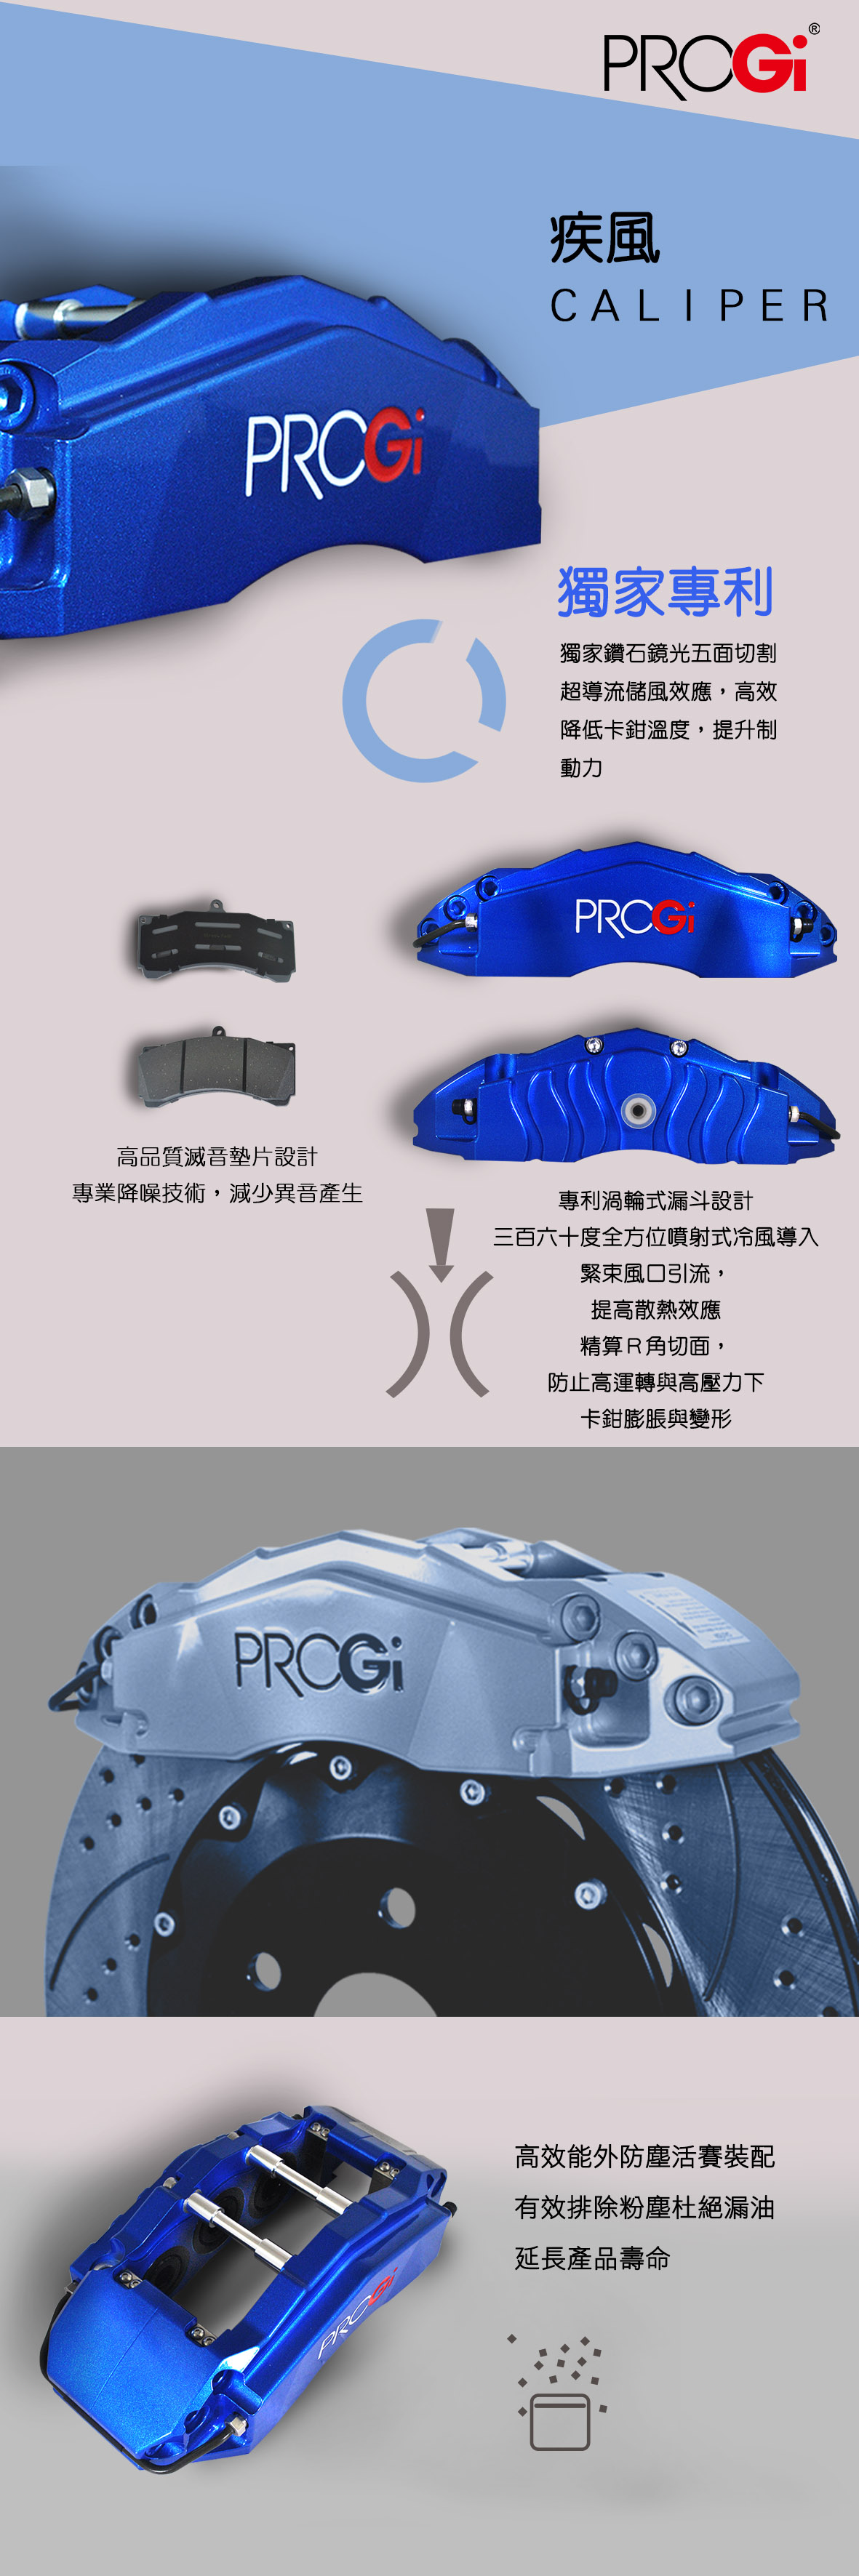 PROGi®
疾風
CALIPER
PROGi
獨家專利
獨家鑽石鏡光五面切割
超導流儲風效應，高效
降低卡鉗溫度，提升制
動力
PROGi
高品質滅音墊片設計
專業降噪技術，減少異音產生
專利渦輪式漏斗設計
三百六十度全方位噴射式冷風導入
緊束風口引流，
提高散熱效應
精算R角切面，
防止高運轉與高壓力下
卡鉗膨脹與變形
PROGi
高效能外防塵活賽裝配
有效排除粉塵杜絕漏油
延長產品壽命
PROGi